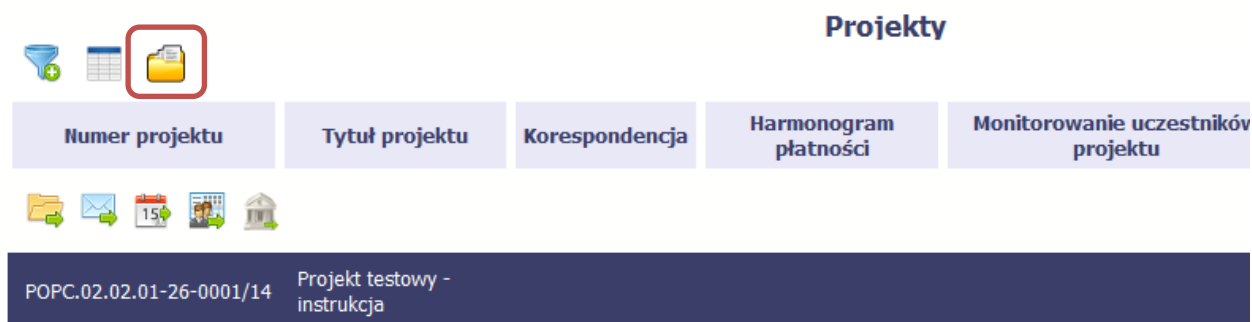 Projekty
Numer projektu
Tytuł projektu
Korespondencja
Harmonogram
płatności
Monitorowanie uczestników
projektu
15
POPC.02.02.01-26-0001/14
Projekt testowy -
instrukcja